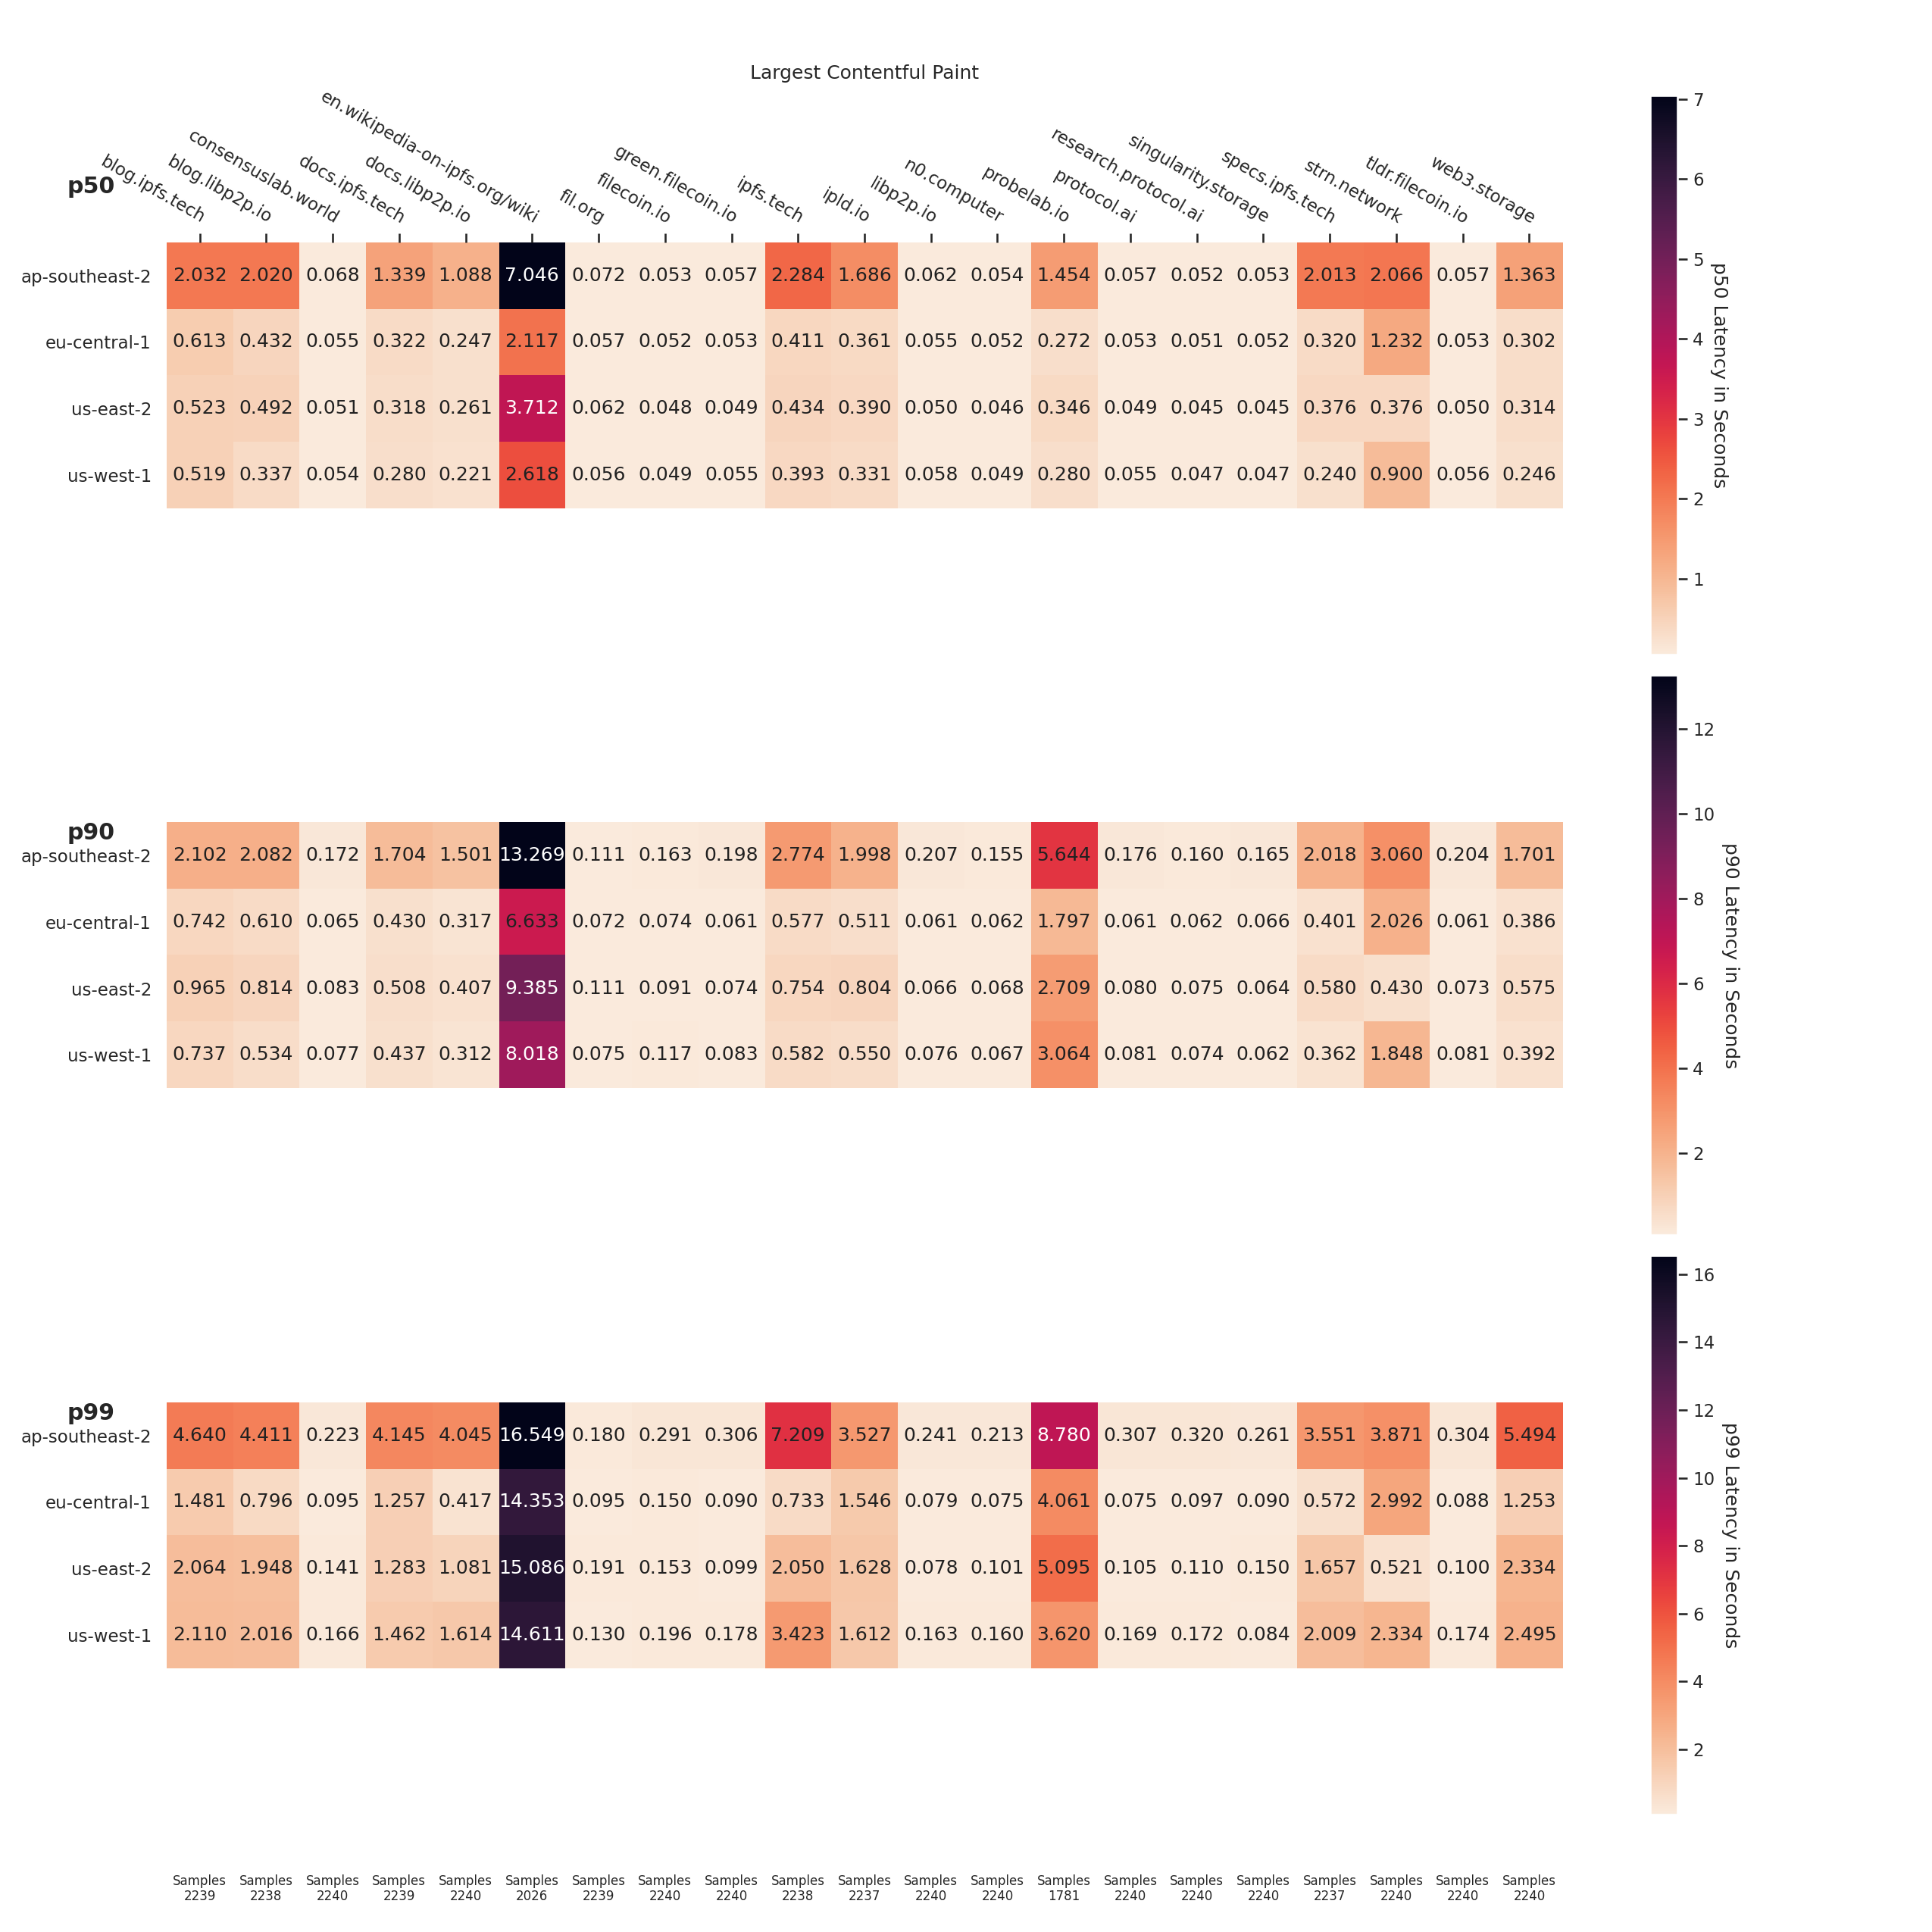 Largest Contentful Paint
p50
blog.ipfs.tech
blog.libp2p.io
consensuslab.world
docs.ipfs.tech
docs.libp2p.io
en.wikipedia-on-ipfs.org/wiki
fil.org
filecoin.io
green.filecoin.io
ipfs.tech
ipld.io
libp2p.io
n0.computer
probelab.io
protocol.ai
research.protocol.ai
singularity.storage
specs.ipfs.tech
strn.network
tldr.filecoin.io
web3.storage
ap-southeast-2 2.032 2.020 0.068 1.339 1.088 7.046 0.072 0.053 0.057 2.284 1.686 0.062 0.054 1.454 0.057 0.052 0.053 2.013 2.066 0.057 1.363
eu-central-1 0.613 0.432 0.055 0.322 0.247 2.117 0.057 0.052 0.053 0.411 0.361 0.055 0.052 0.272 0.053 0.051 0.052 0.320 1.232 0.053 0.302
us-east-2 0.523 0.492 0.051 0.318 0.261 3.712 0.062 0.048 0.049 0.434 0.390 0.050 0.046 0.346 0.049 0.045 0.045 0.376 0.376 0.050 0.314
us-west-1 0.519 0.337 0.054 0.280 0.221 2.618 0.056 0.049 0.055 0.393 0.331 0.058 0.049 0.280 0.055 0.047 0.047 0.240 0.900 0.056 0.246
7
6
5
4
3
2
1
p50 Latency in Seconds
p90
ap-southeast-2 2.102 2.082 0.172 1.704 1.501 13.269 0.111 0.163 0.198 2.774 1.998 0.207 0.155 5.644 0.176 0.160 0.165 2.018 3.060 0.204 1.701
eu-central-1 0.742 0.610 0.065 0.430 0.317 6.633 0.072 0.074 0.061 0.577 0.511 0.061 0.062 1.797 0.061 0.062 0.066 0.401 2.026 0.061 0.386
us-east-2 0.965 0.814 0.083 0.508 0.407 9.385 0.111 0.091 0.074 0.754 0.804 0.066 0.068 2.709 0.080 0.075 0.064 0.580 0.430 0.073 0.575
us-west-1 0.737 0.534 0.077 0.437 0.312 8.018 0.075 0.117 0.083 0.582 0.550 0.076 0.067 3.064 0.081 0.074 0.062 0.362 1.848 0.081 0.392
12
10
8
6
4
2
p90 Latency in Seconds
p99
ap-southeast-2 4.640 4.411 0.223 4.145 4.045 16.549 0.180 0.291 0.306 7.209 3.527 0.241 0.213 8.780 0.307 0.320 0.261 3.551 3.871 0.304 5.494
eu-central-1 1.481 0.796 0.095 1.257 0.417 14.353 0.095 0.150 0.090 0.733 1.546 0.079 0.075 4.061 0.075 0.097 0.090 0.572 2.992 0.088 1.253
us-east-2 2.064 1.948 0.141 1.283 1.081 15.086 0.191 0.153 0.099 2.050 1.628 0.078 0.101 5.095 0.105 0.110 0.150 1.657 0.521 0.100 2.334
us-west-1 2.110 2.016 0.166 1.462 1.614 14.611 0.130 0.196 0.178 3.423 1.612 0.163 0.160 3.620 0.169 0.172 0.084 2.009 2.334 0.174 2.495
16
14
12
10
8
6
4
2
p99 Latency in Seconds
Samples Samples Samples Samples Samples Samples Samples Samples Samples Samples Samples Samples Samples Samples Samples Samples Samples Samples Samples Samples Samples
2239 2238 2240 2239 2240 2026 2239 2240 2240 2238 2237 2240 2240 1781 2240 2240 2240 2237 2240 2240 2240